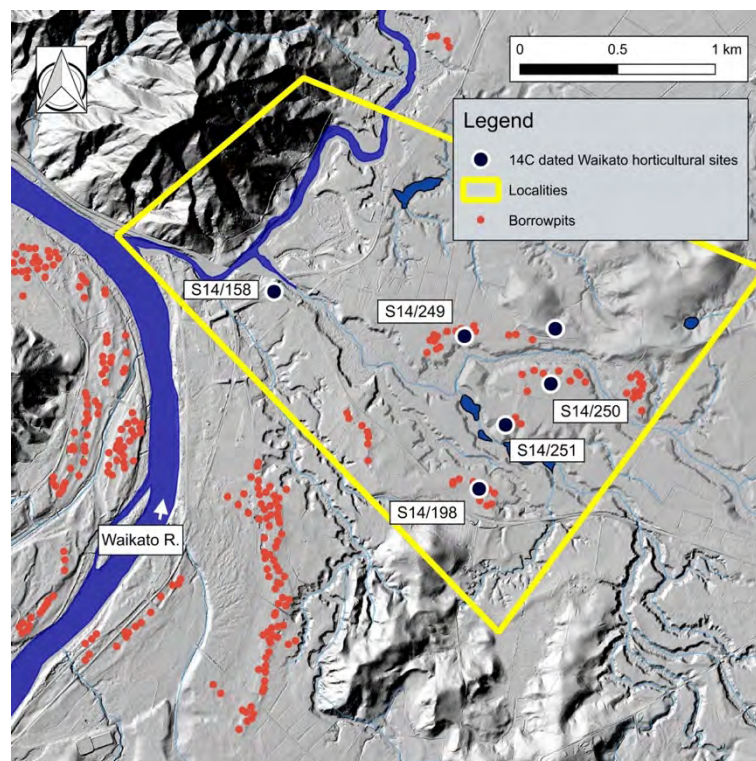 0 0.5 1 km
Legend
14C dated Waikato horticultural sites
Localities
Borrowpits
S14/158
S14/249
S14/250
S14/251
S14/198
Waikato R.